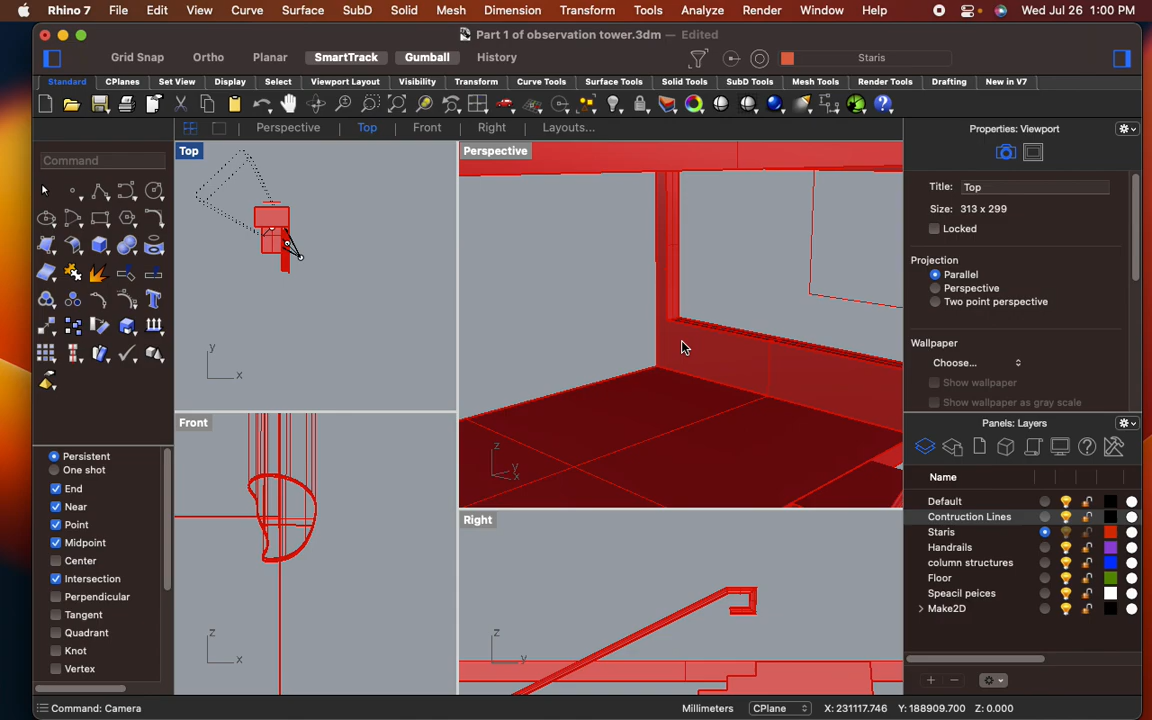 Rhino 7 File Edit View Curve Surface SubD Solid Mesh Dimension Transform Tools Analyze Render Window Help Wed Jul 26 1:00 PM
Part 1 of observation tower.3dm — Edited
Grid Snap Ortho Planar SmartTrack Gumball History Staris
Standard CPlanes Set View Display Select Viewport Layout Visibility Transform Curve Tools Surface Tools Solid Tools SubD Tools Mesh Tools Render Tools Drafting New in V7
Perspective Top Front Right Layouts...
Command
Top
y
x
Perspective
z
y
x
Front
z
x
Right
z
y
Persistent
One shot
End
Near
Point
Midpoint
Center
Intersection
Perpendicular
Tangent
Quadrant
Knot
Vertex
Properties: Viewport
Title: Top
Size: 313 x 299
Locked
Projection
Parallel
Perspective
Two point perspective
Wallpaper
Choose...
Show wallpaper
Show wallpaper as gray scale
Panels: Layers
Name
Default
Contruction Lines
Staris
Handrails
column structures
Floor
Speacil peices
Make2D
Command: Camera Millimeters CPlane X: 231117.746 Y: 188909.700 Z: 0.000